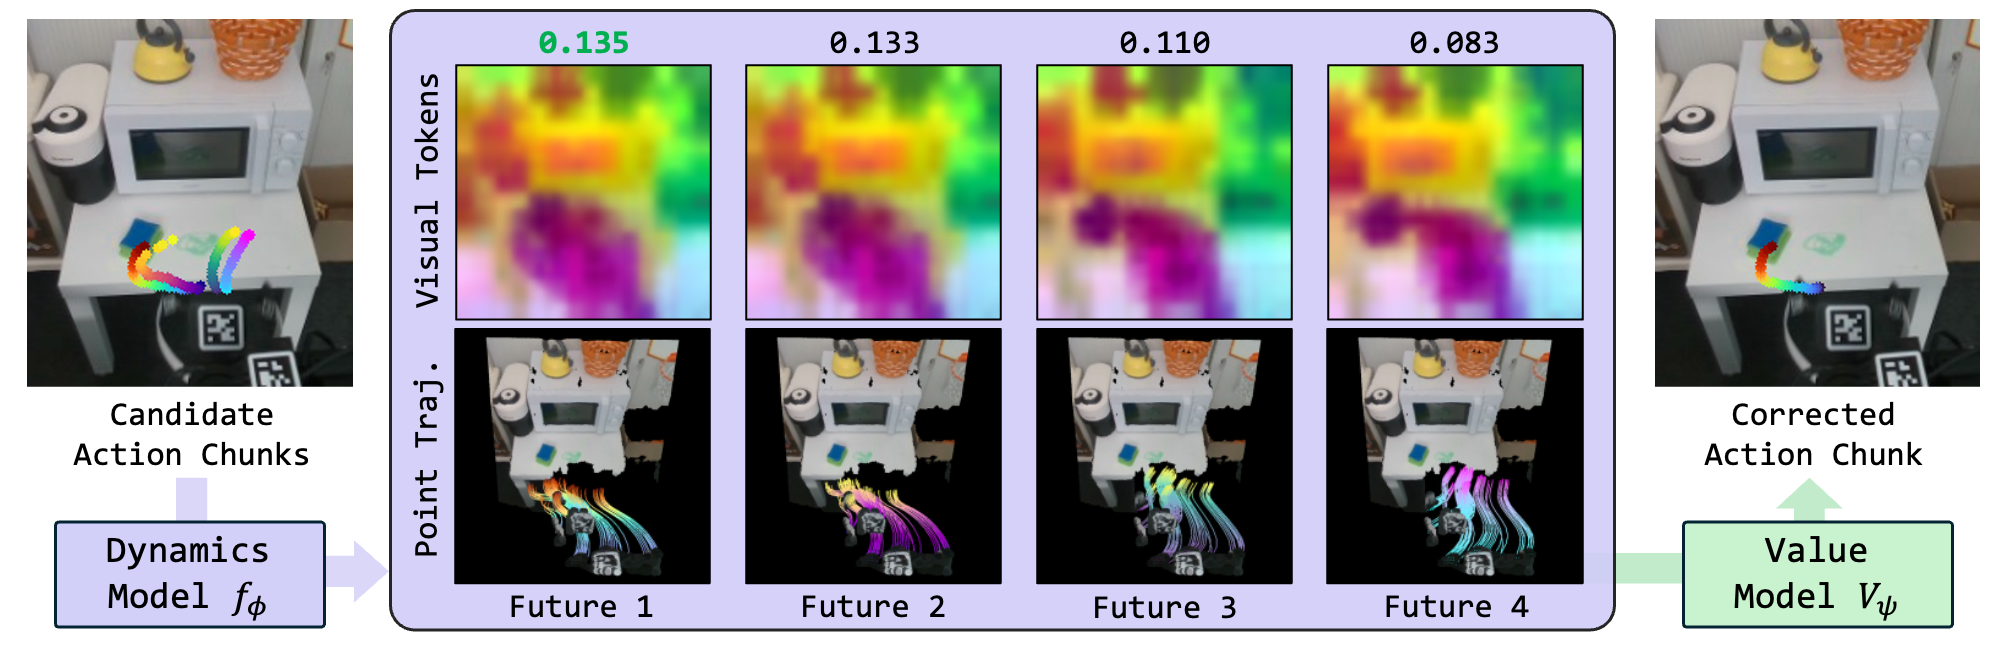 Candidate
Action Chunks
Dynamics
Model fϕ
Visual Tokens
Point Traj.
0.135
0.133
0.110
0.083
Future 1
Future 2
Future 3
Future 4
Corrected
Action Chunk
Value
Model Vψ